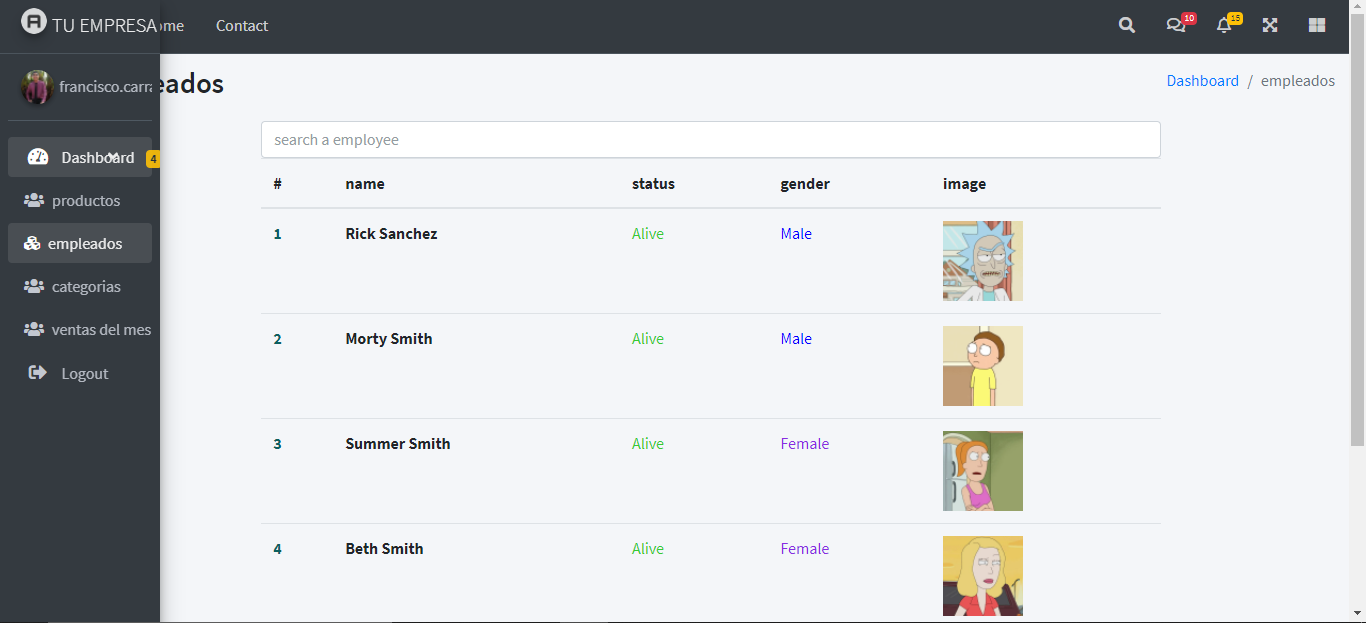 TU EMPRESA
ome
Contact
10
15
francisco.carra
eados
Dashboard / empleados
Dashboard
4
productos
empleados
categorias
ventas del mes
Logout
search a employee
# name status gender image
1 Rick Sanchez Alive Male
2 Morty Smith Alive Male
3 Summer Smith Alive Female
4 Beth Smith Alive Female